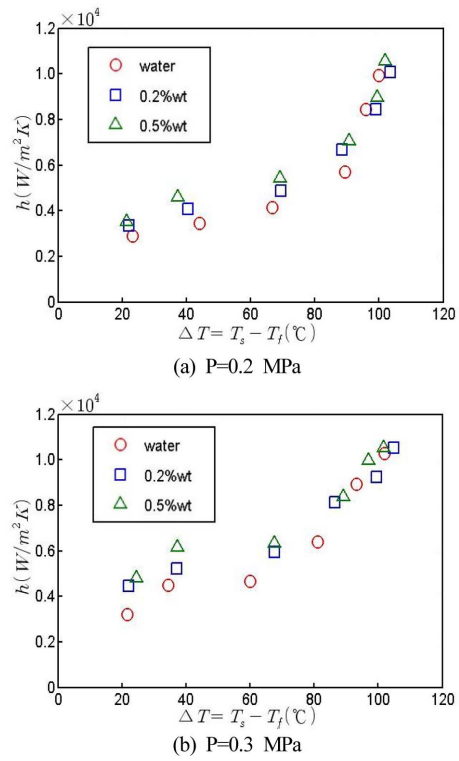 ×10⁴
1.2
1.0
0.8
0.6
0.4
0.2
0
h(W/m²K)
water
0.2%wt
0.5%wt
0 20 40 60 80 100 120
ΔT=Tₛ−T_f(℃)
(a) P=0.2 MPa
×10⁴
1.2
1.0
0.8
0.6
0.4
0.2
0
h(W/m²K)
water
0.2%wt
0.5%wt
0 20 40 60 80 100 120
ΔT=Tₛ−T_f(℃)
(b) P=0.3 MPa